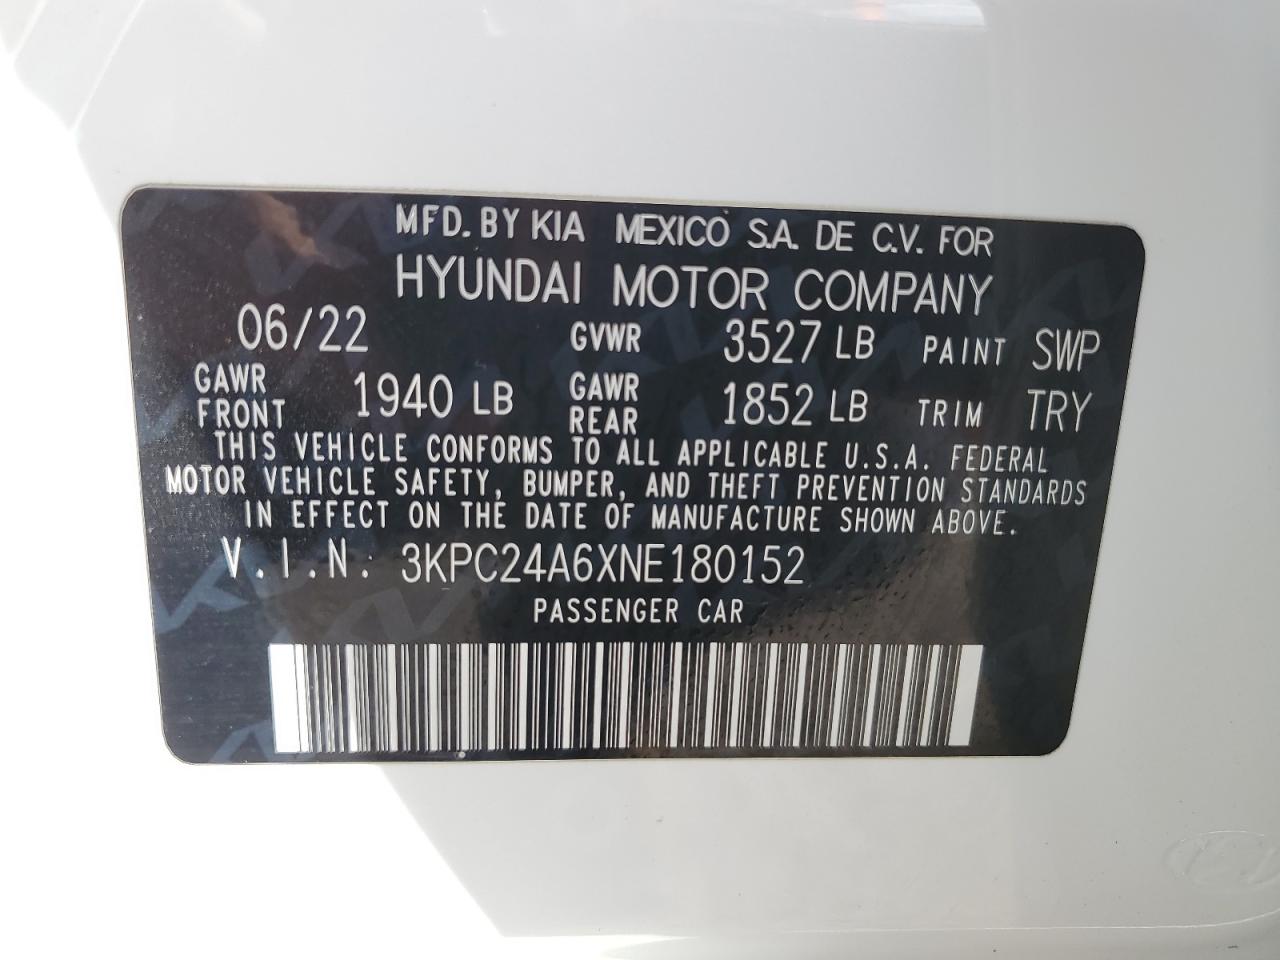 MFD. BY KIA MEXICO S.A. DE C.V. FOR
HYUNDAI MOTOR COMPANY
06/22 GVWR 3527 LB PAINT SWP
GAWR FRONT 1940 LB GAWR REAR 1852 LB TRIM TRY
THIS VEHICLE CONFORMS TO ALL APPLICABLE U.S.A. FEDERAL
MOTOR VEHICLE SAFETY, BUMPER, AND THEFT PREVENTION STANDARDS
IN EFFECT ON THE DATE OF MANUFACTURE SHOWN ABOVE.
V.I.N: 3KPC24A6XNE180152
PASSENGER CAR